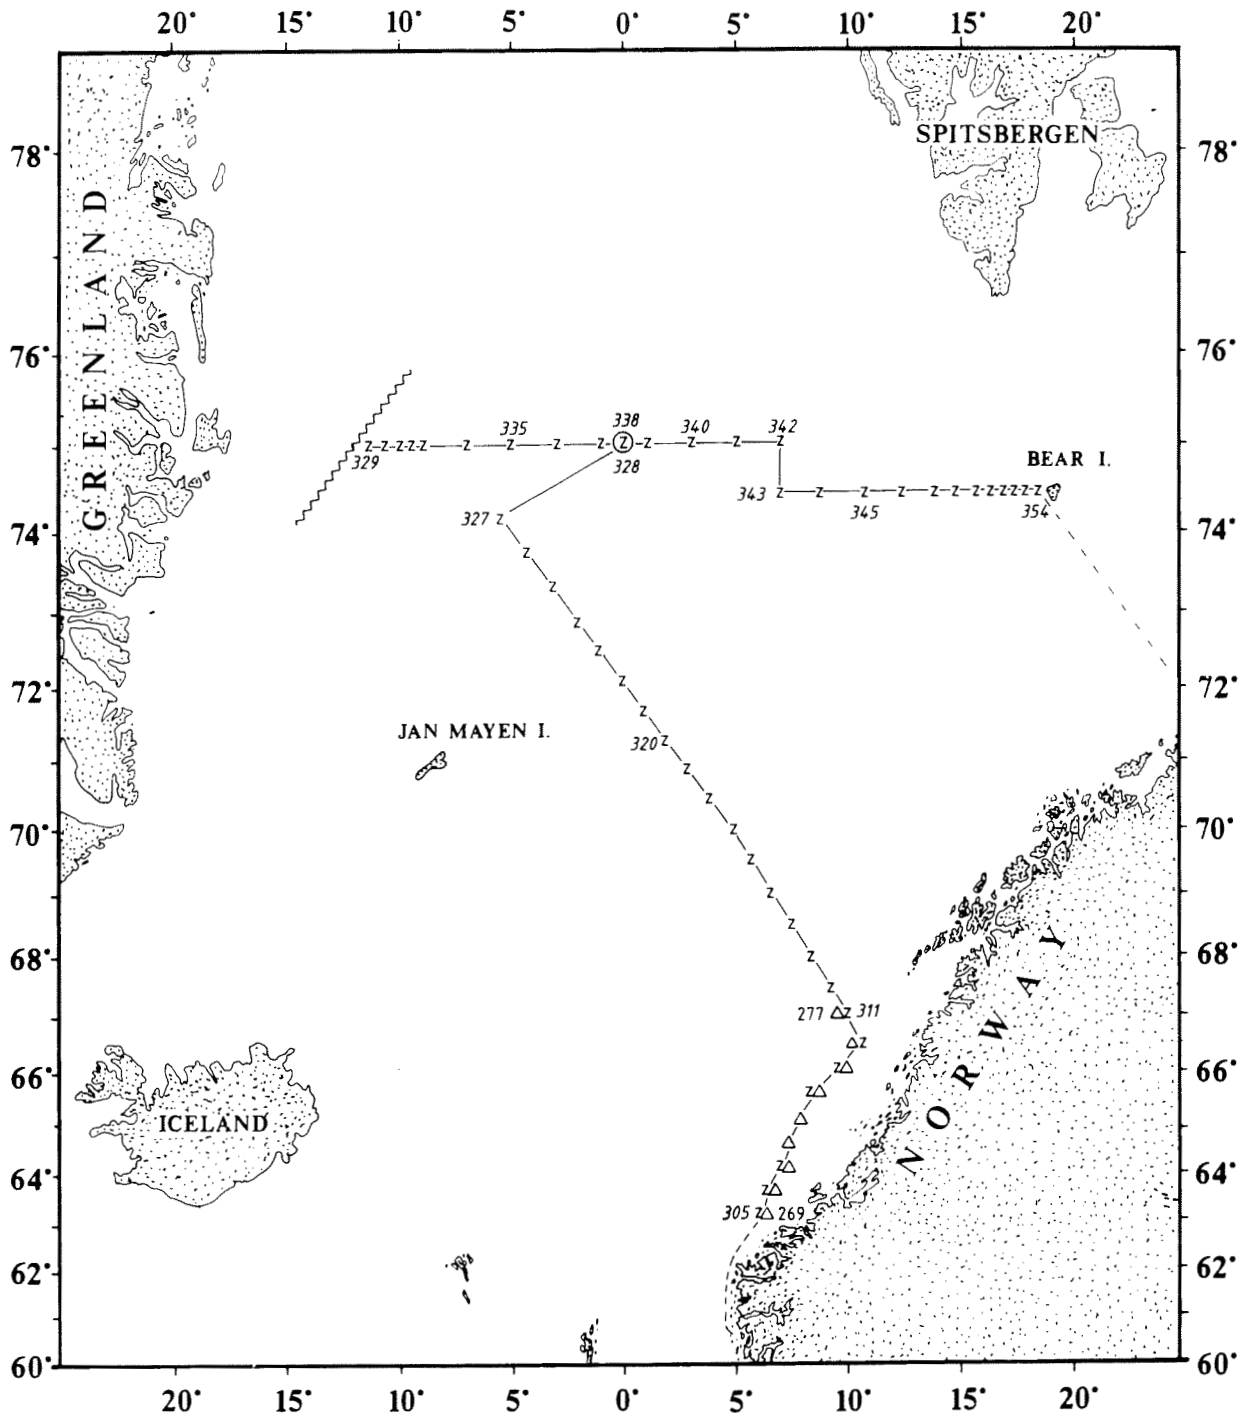 20° 15° 10° 5° 0° 5° 10° 15° 20°
SPITSBERGEN
78° 78°
GREENLAND
76° 76°
335 338 340 342
329 328
BEAR I.
343 345 354
327
74° 74°
72° 72°
JAN MAYEN I.
320
70° 70°
68° 68°
NORWAY
277 Z 311
66° 66°
ICELAND
64° 64°
305 Z 269
62° 62°
60° 60°
20° 15° 10° 5° 0° 5° 10° 15° 20°